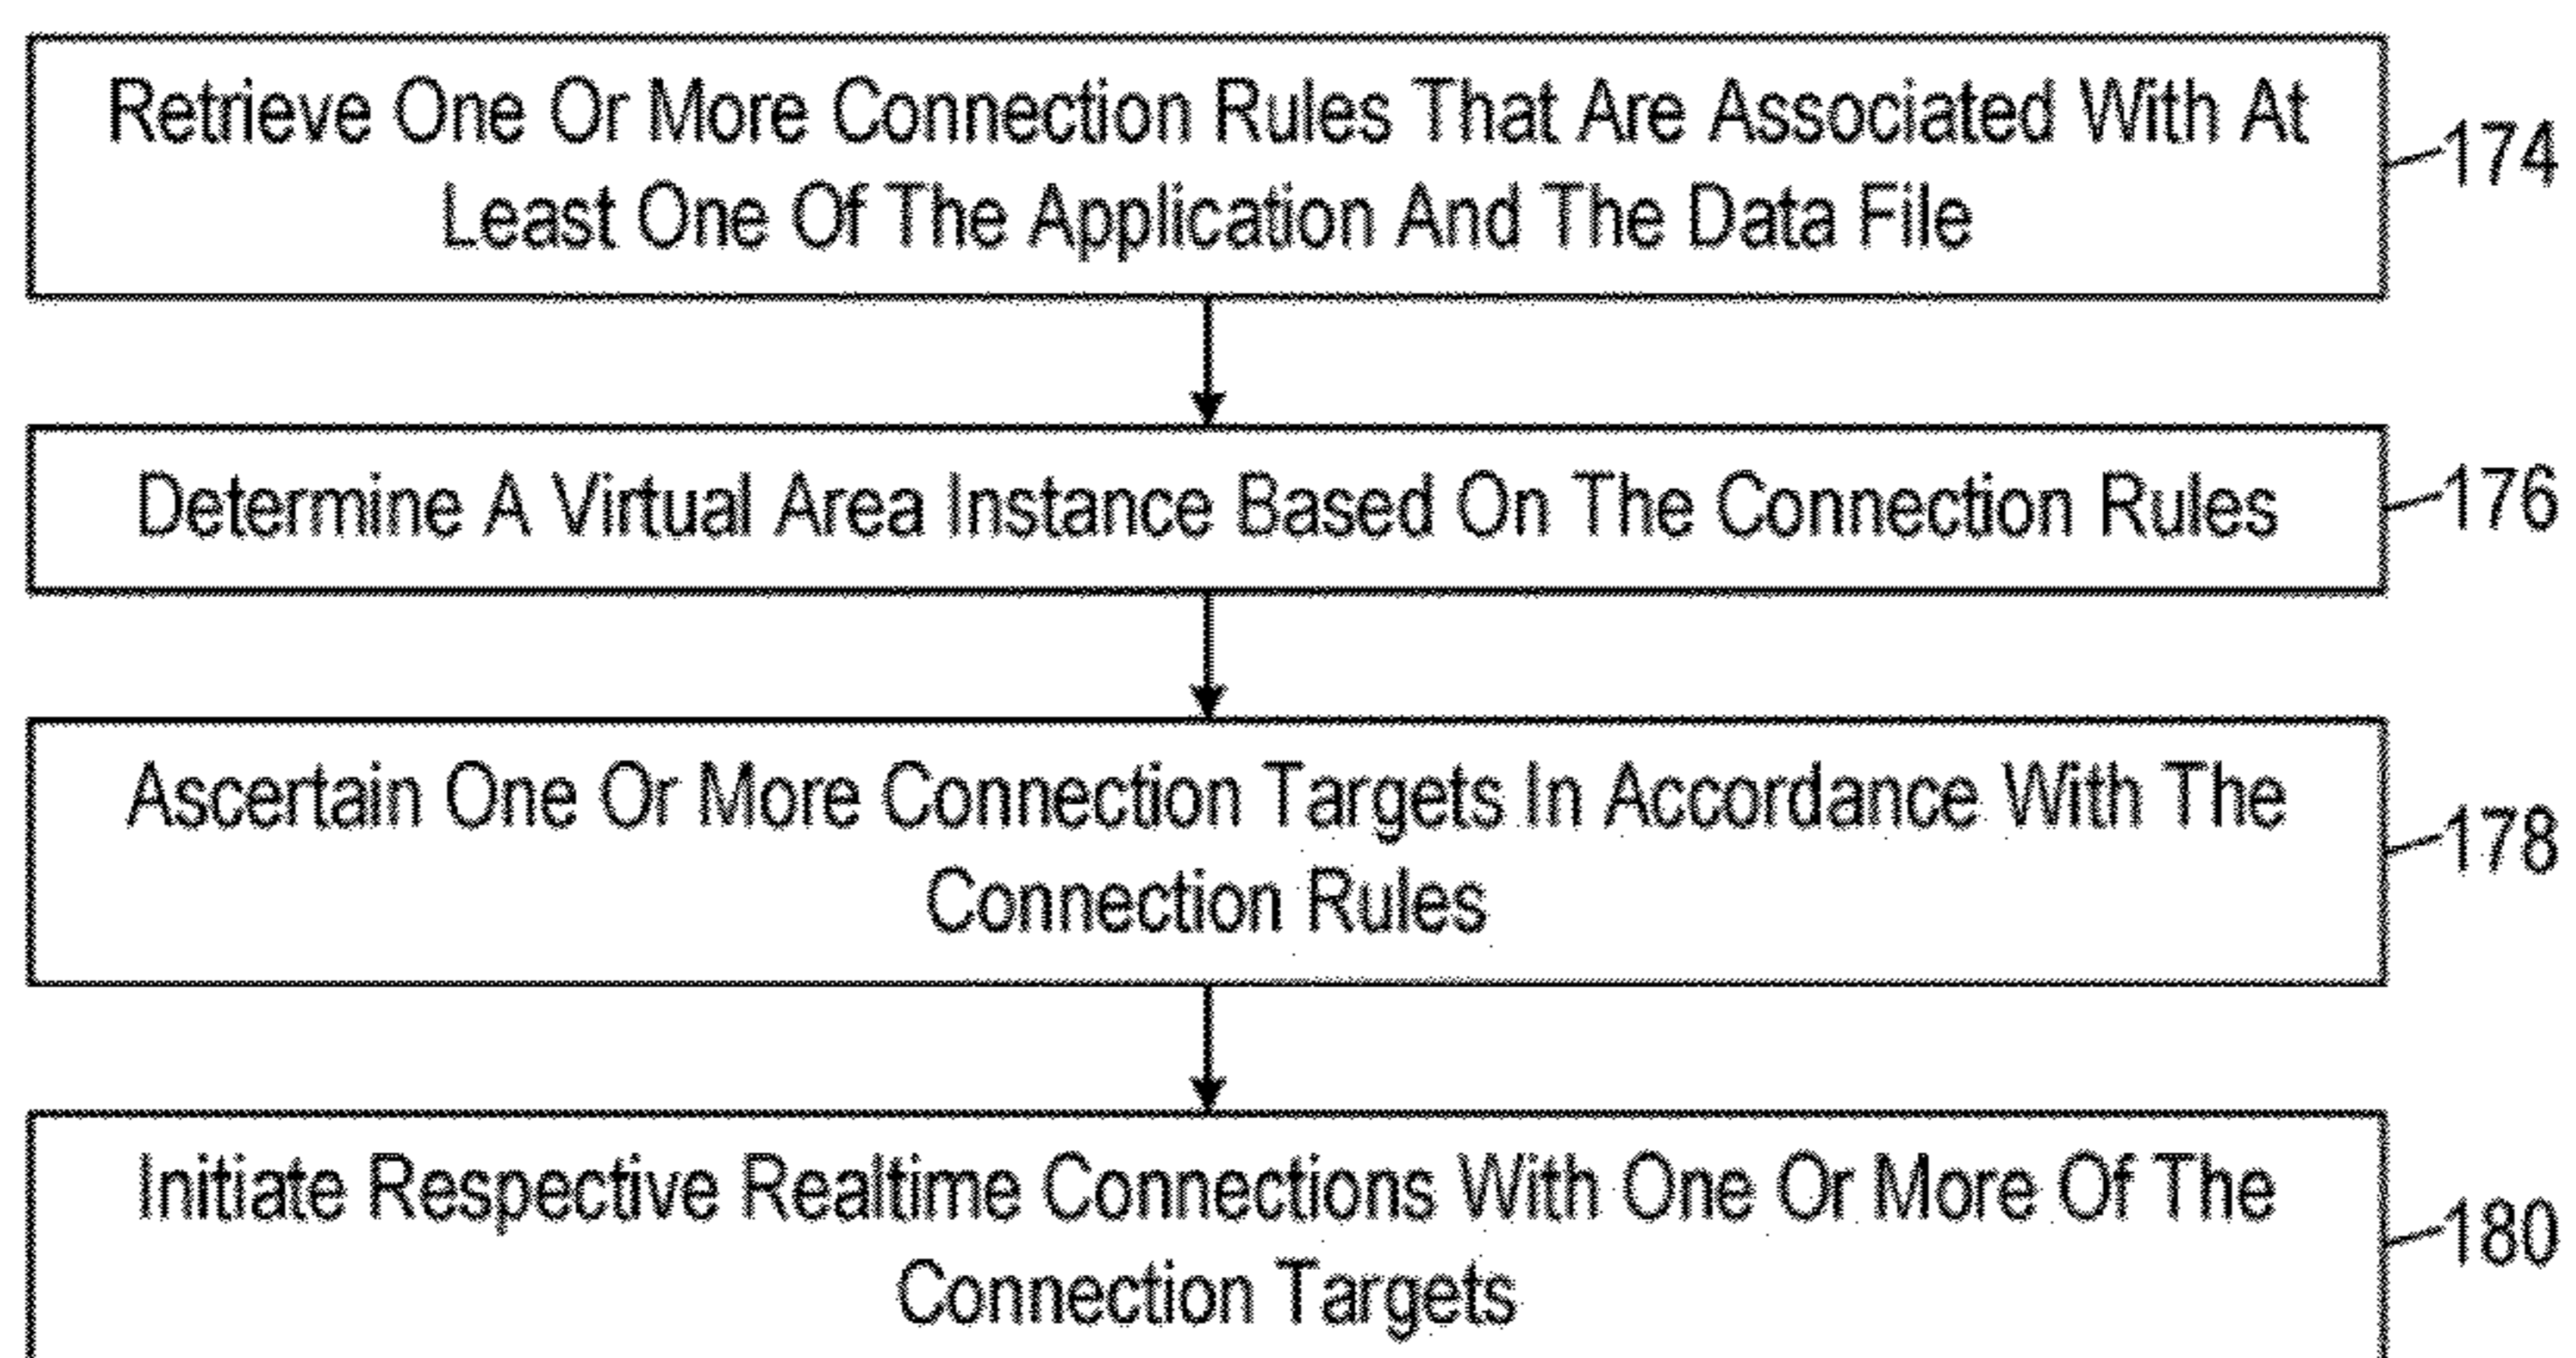 Retrieve One Or More Connection Rules That Are Associated With At
Least One Of The Application And The Data File
174
Determine A Virtual Area Instance Based On The Connection Rules
176
Ascertain One Or More Connection Targets In Accordance With The
Connection Rules
178
Initiate Respective Realtime Connections With One Or More Of The
Connection Targets
180